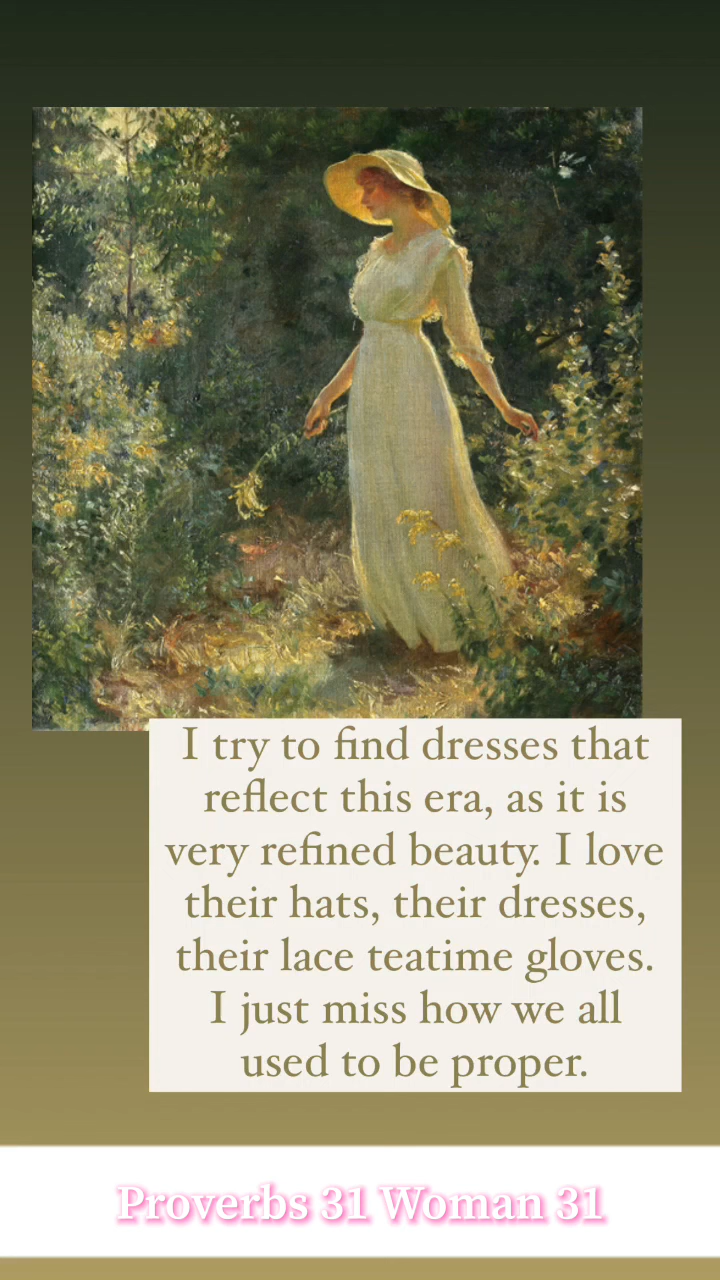 I try to find dresses that
reflect this era, as it is
very refined beauty. I love
their hats, their dresses,
their lace teatime gloves.
I just miss how we all
used to be proper.
Proverbs 31 Woman 31